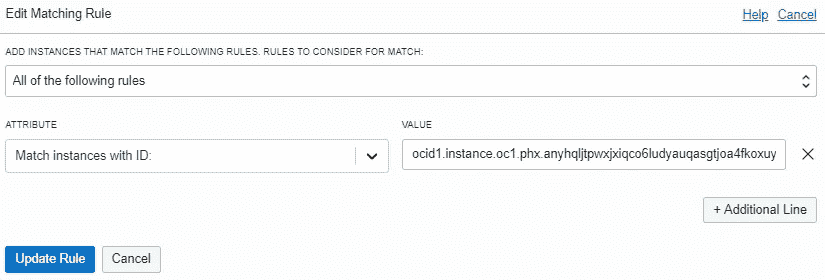 Edit Matching Rule
Help Cancel
ADD INSTANCES THAT MATCH THE FOLLOWING RULES. RULES TO CONSIDER FOR MATCH:
All of the following rules
ATTRIBUTE VALUE
Match instances with ID: ocid1.instance.oc1.phx.anyhqljtpwxjxiqco6ludyauqasgtjoa4fkoxuy
+ Additional Line
Update Rule Cancel